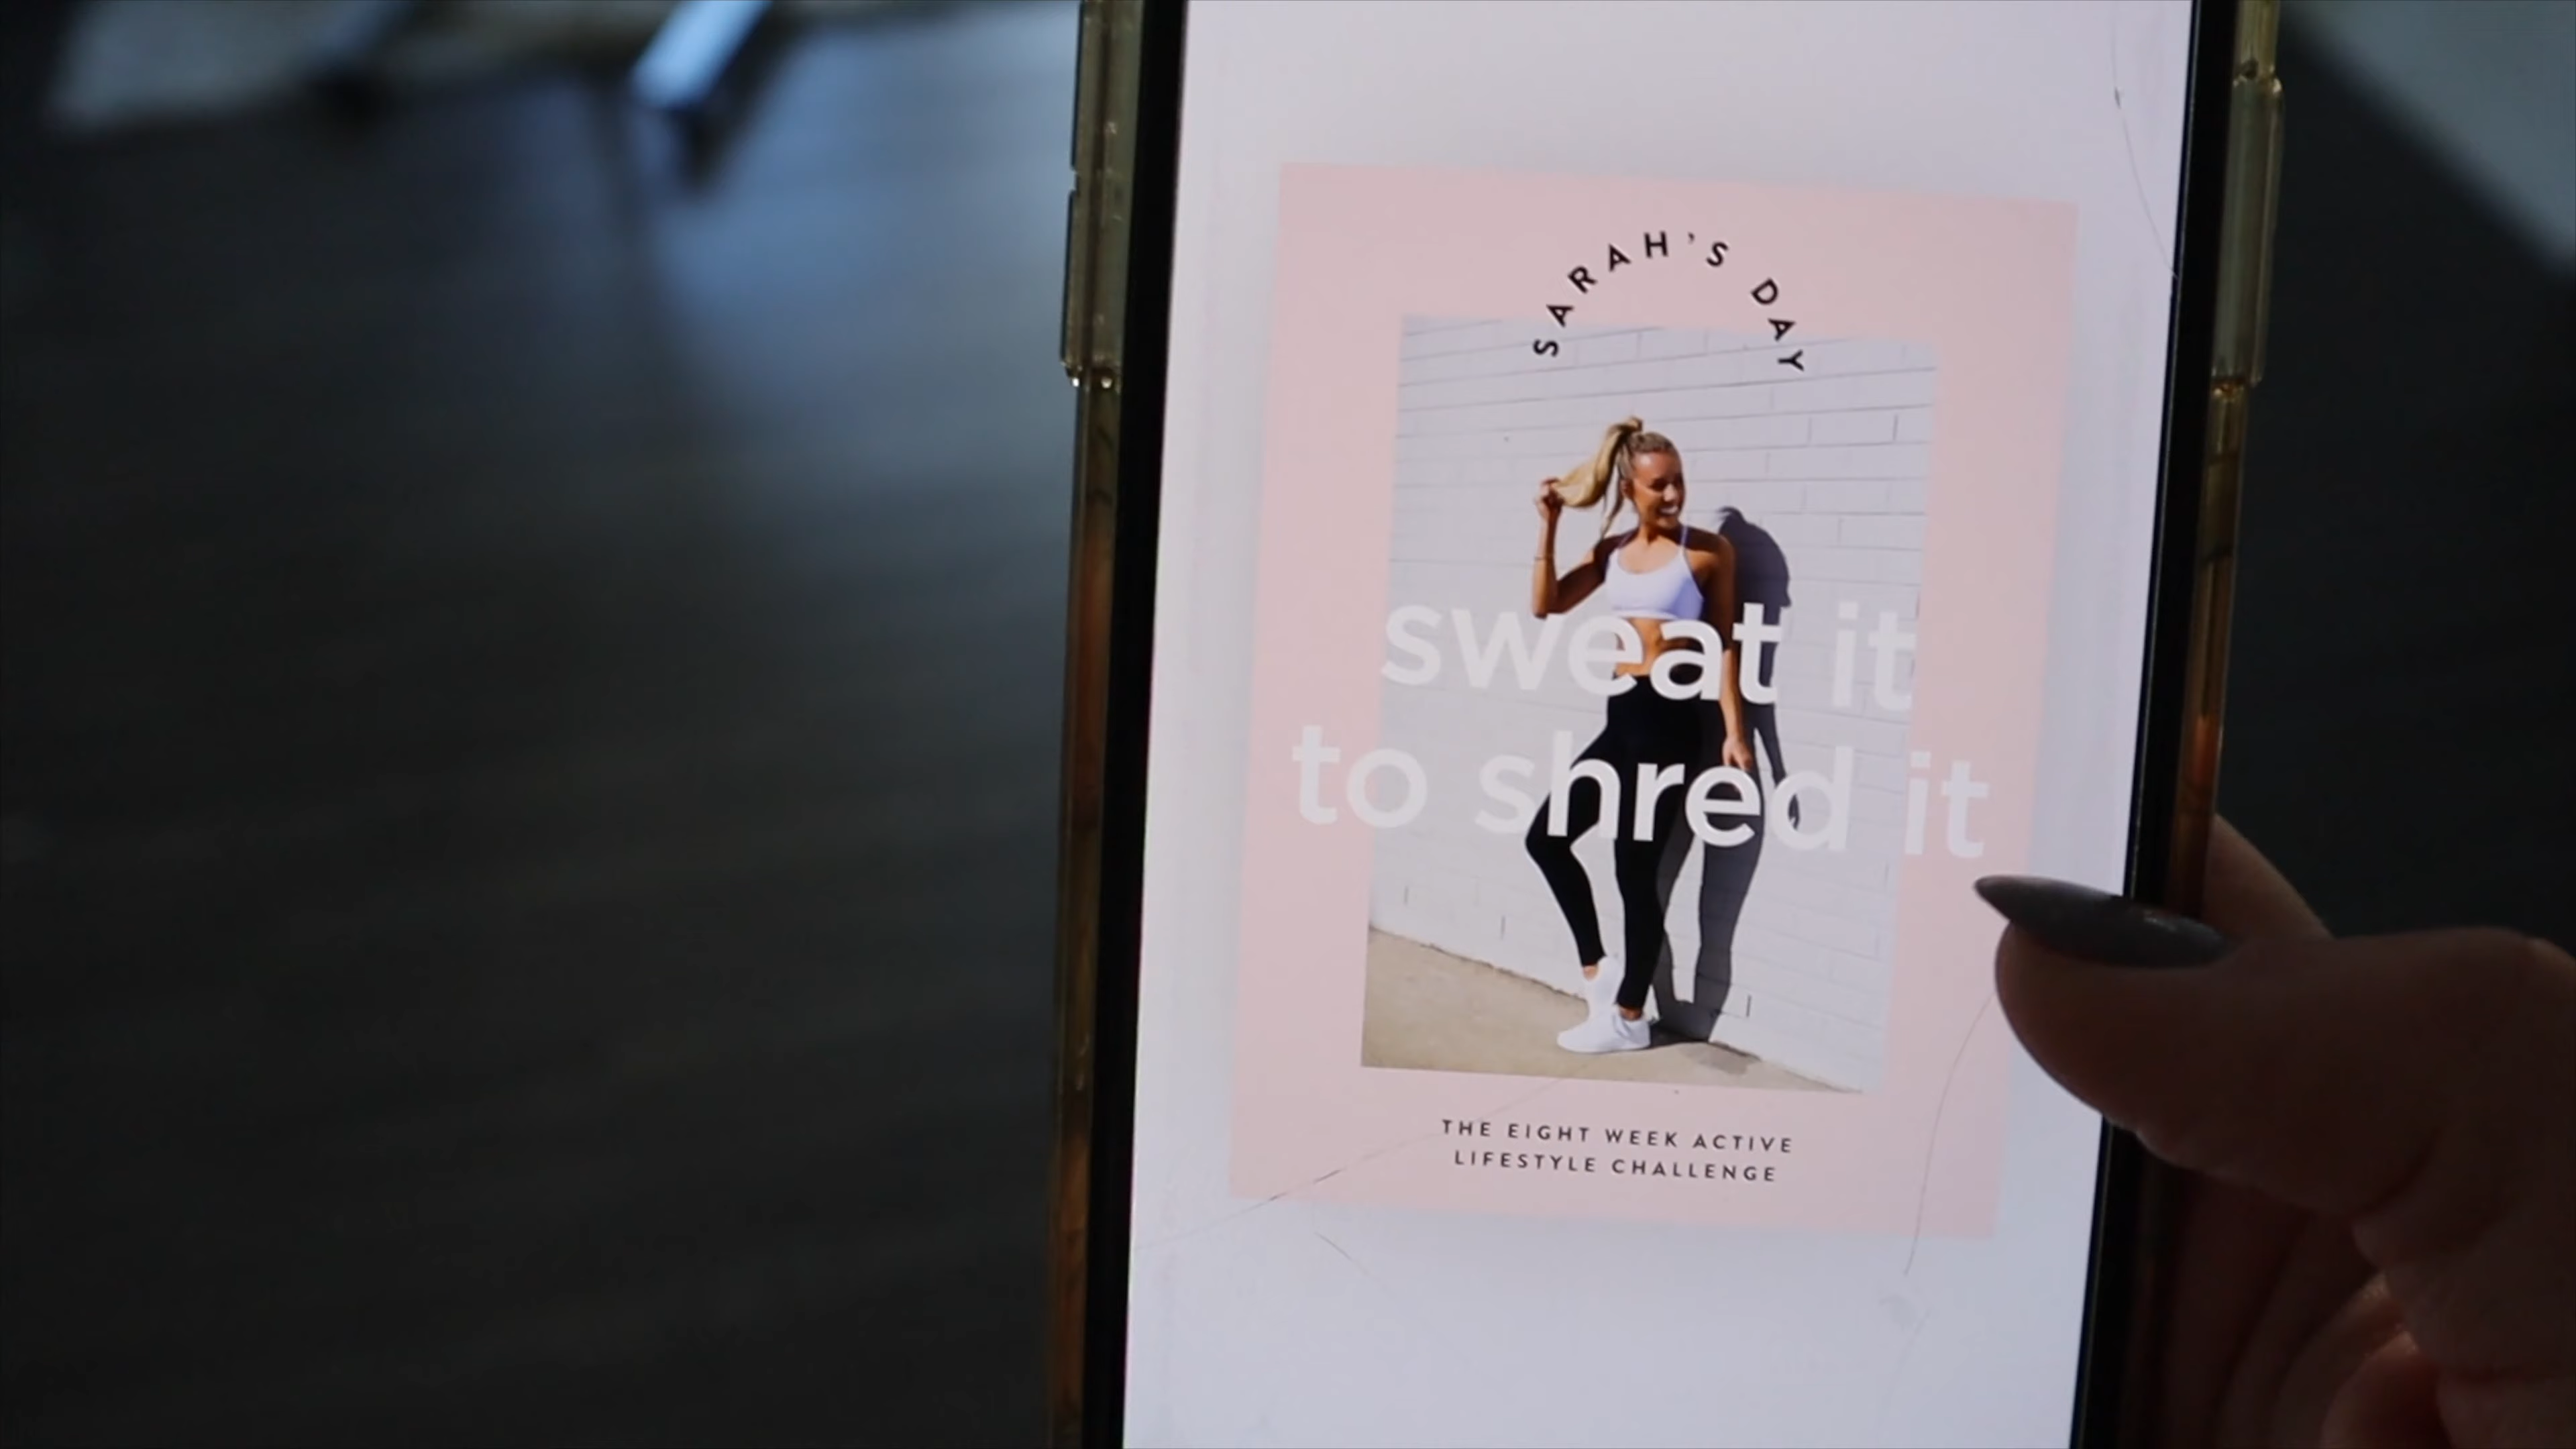 SARAH'S DAY
sweat it
to shred it
THE EIGHT WEEK ACTIVE
LIFESTYLE CHALLENGE